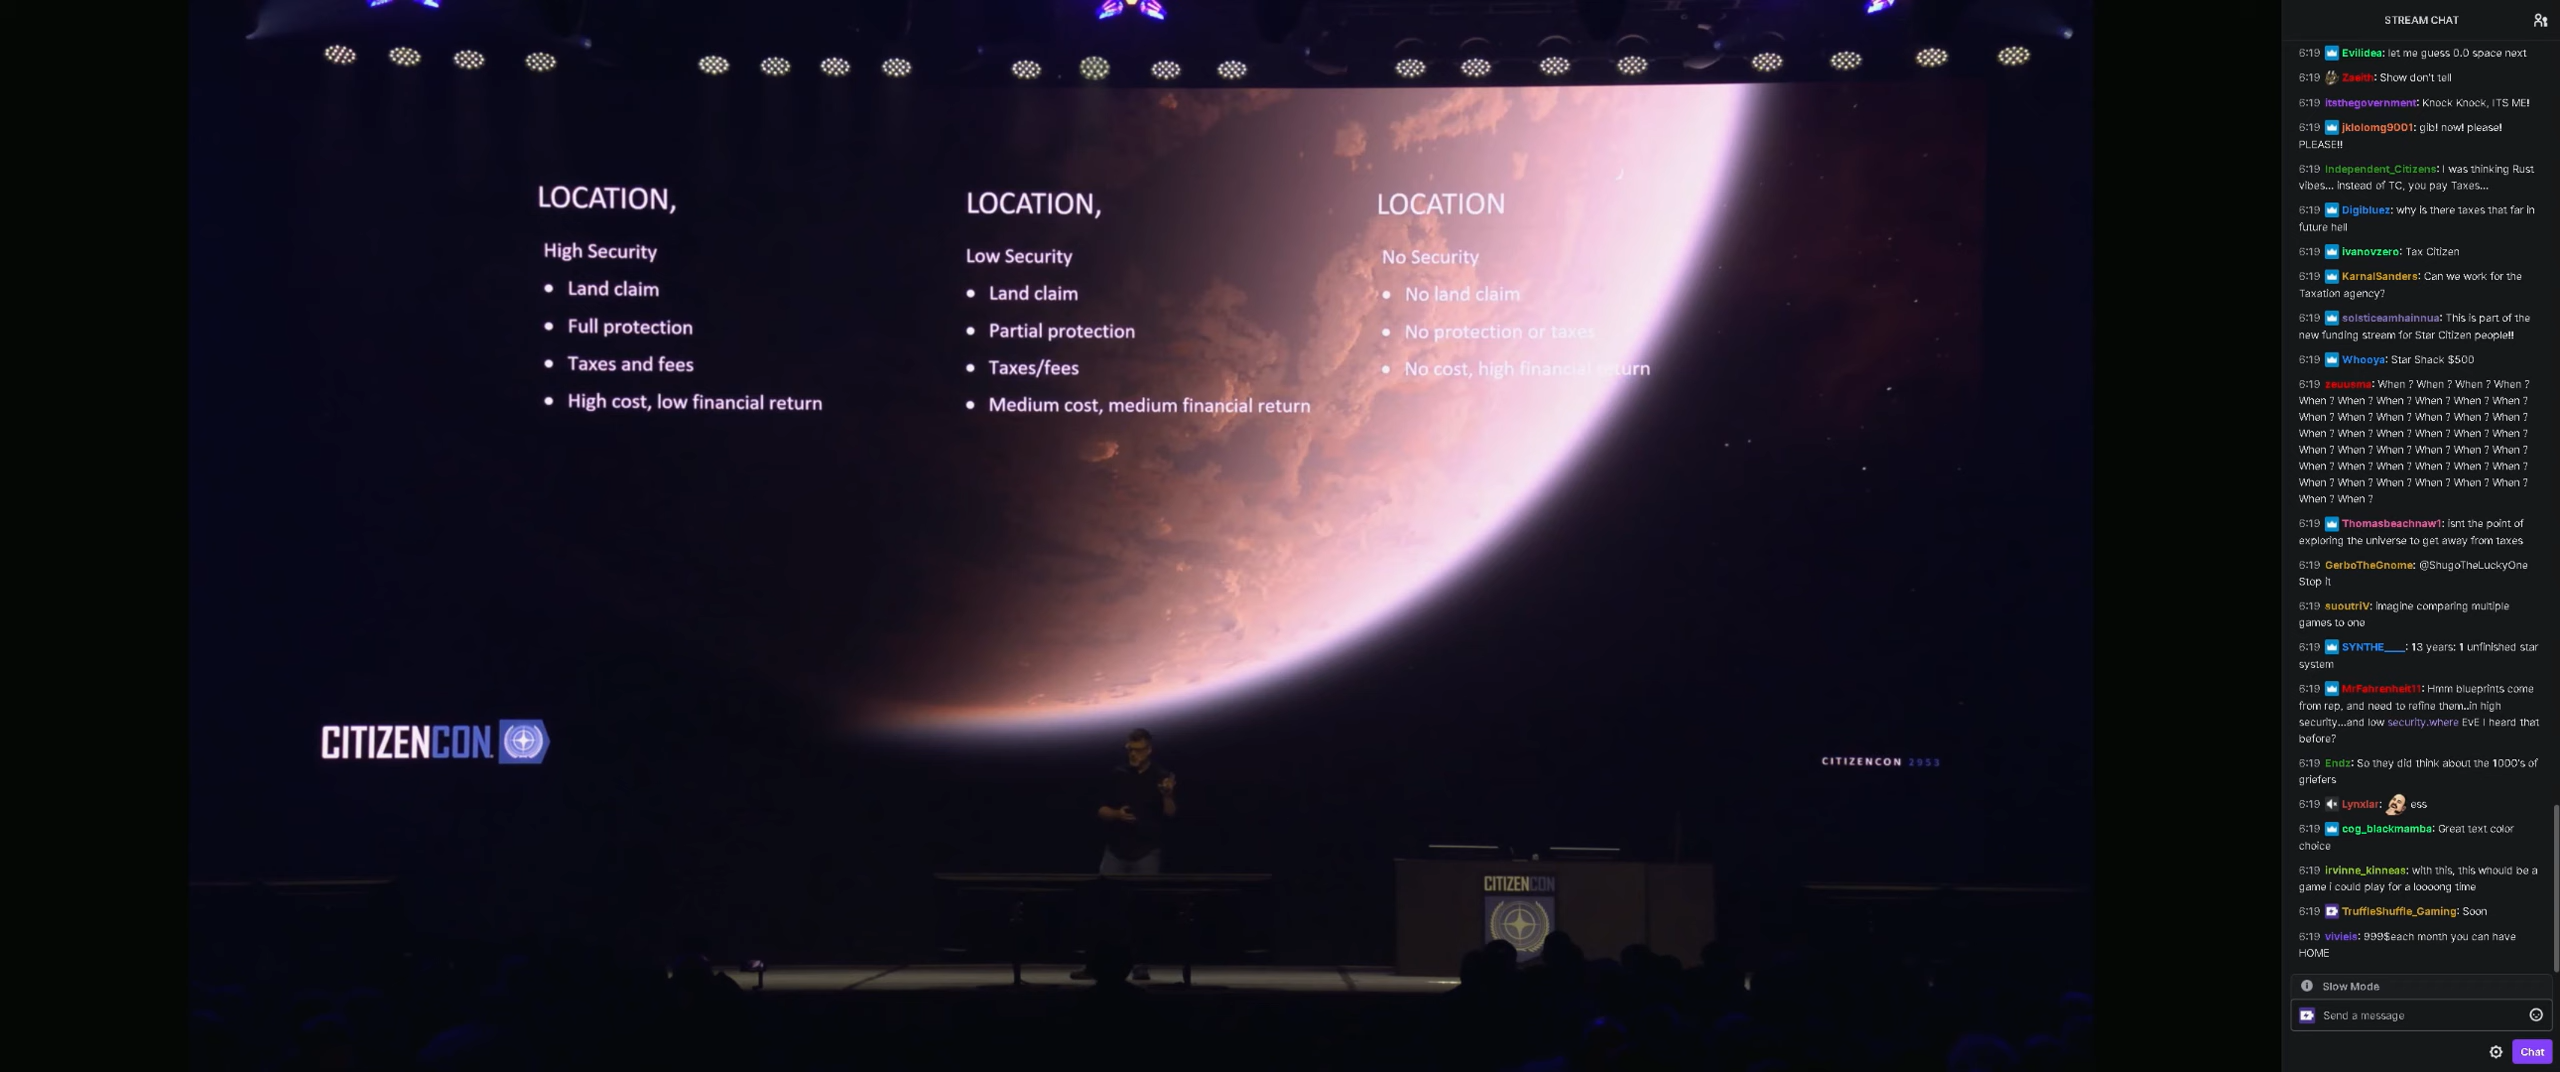 LOCATION,
High Security
• Land claim
• Full protection
• Taxes and fees
• High cost, low financial return
LOCATION,
Low Security
• Land claim
• Partial protection
• Taxes/fees
• Medium cost, medium financial return
LOCATION
No Security
• No land claim
• No protection or taxes
• No cost, high financial return
CITIZENCON
CITIZENCON 2953
CITIZENCON
STREAM CHAT
6:19 Evilidea: let me guess 0.0 space next
6:19 Zaeith: Show don't tell
6:19 itsthegovernment: Knock Knock, ITS ME!
6:19 jklolomg9001: gib! now! please!
PLEASE!!
6:19 Independent_Citizens: I was thinking Rust
vibes... instead of TC, you pay Taxes...
6:19 Digibluez: why is there taxes that far in
future hell
6:19 ivanovzero: Tax Citizen
6:19 KarnalSanders: Can we work for the
Taxation agency?
6:19 solsticeamhainnua: This is part of the
new funding stream for Star Citizen people!!
6:19 Whooya: Star Shack $500
6:19 zeuusma: When ? When ? When ? When ?
When ? When ? When ? When ? When ? When ?
When ? When ? When ? When ? When ? When ?
When ? When ? When ? When ? When ? When ?
When ? When ? When ? When ? When ? When ?
When ? When ? When ? When ? When ? When ?
When ? When ? When ? When ? When ? When ?
When ? When ?
6:19 Thomasbeachnaw1: isnt the point of
exploring the universe to get away from taxes
6:19 GerboTheGnome: @ShugoTheLuckyOne
Stop it
6:19 suoutriV: imagine comparing multiple
games to one
6:19 SYNTHE____: 13 years: 1 unfinished star
system
6:19 MrFahrenheit11: Hmm blueprints come
from rep, and need to refine them..in high
security...and low security.where EvE I heard that
before?
6:19 Endz: So they did think about the 1000's of
griefers
6:19 Lynxlar: ess
6:19 cog_blackmamba: Great text color
choice
6:19 irvinne_kinneas: with this, this whould be a
game i could play for a loooong time
6:19 TruffleShuffle_Gaming: Soon
6:19 vivieis: 999$each month you can have
HOME
Slow Mode
Send a message
Chat